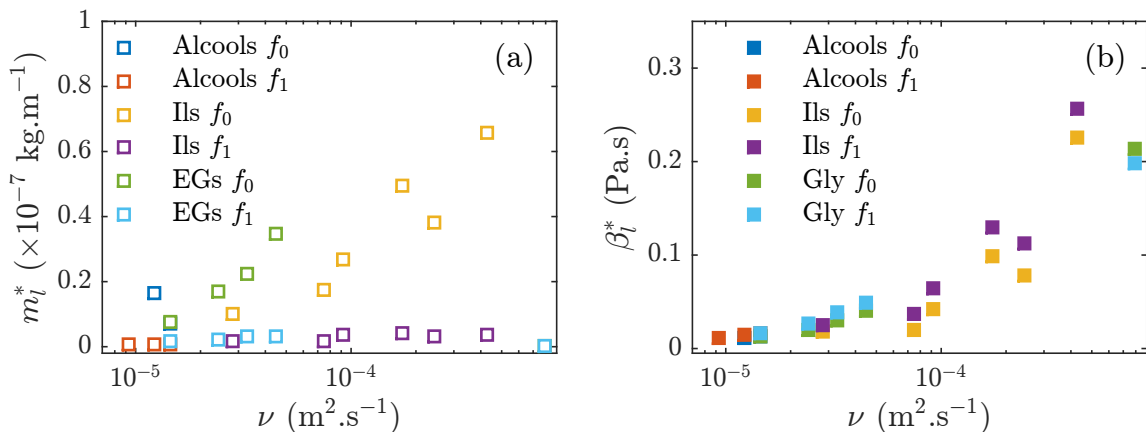 1
0.8
0.6
0.4
0.2
0
m_l^* (×10^{-7} kg.m^{-1})
Alcools f_0
Alcools f_1
Ils f_0
Ils f_1
EGs f_0
EGs f_1
(a)
10^{-5}
10^{-4}
ν (m^2.s^{-1})
0.3
0.2
0.1
0
β_l^* (Pa.s)
Alcools f_0
Alcools f_1
Ils f_0
Ils f_1
Gly f_0
Gly f_1
(b)
10^{-5}
10^{-4}
ν (m^2.s^{-1})